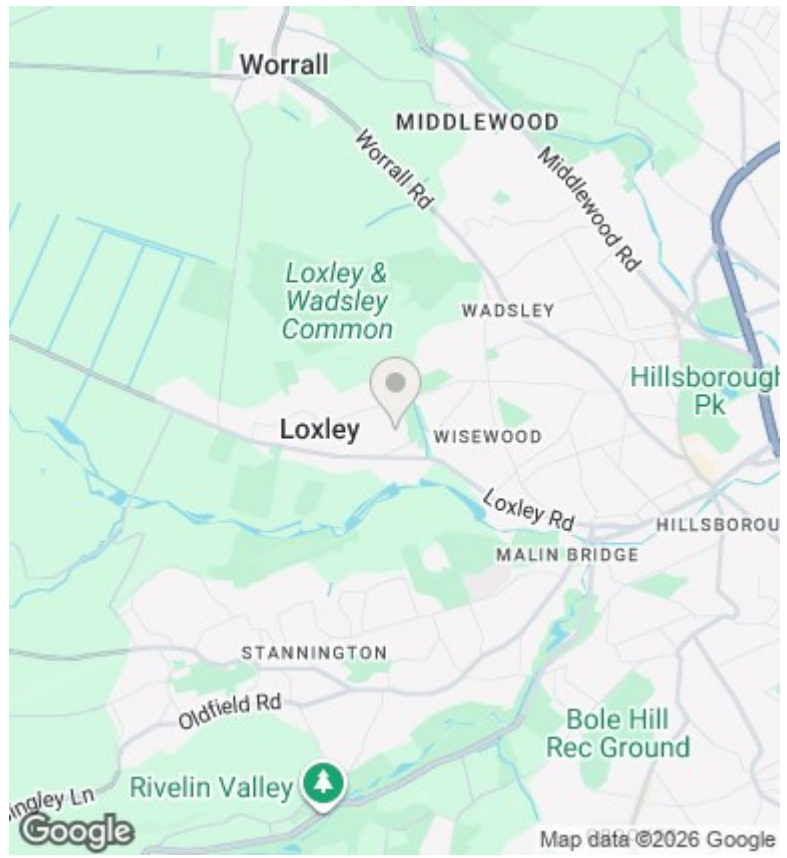 Worrall
MIDDLEWOOD
Worrall Rd
Middlewood Rd
Loxley &
Wadsley
Common
WADSLEY
Hillsborough
Pk
Loxley
WISEWOOD
Loxley Rd
HILLSBOROU
MALIN BRIDGE
STANNINGTON
Oldfield Rd
Bole Hill
Rec Ground
Rivelin Valley
ingley Ln
Google
Map data ©2026 Google